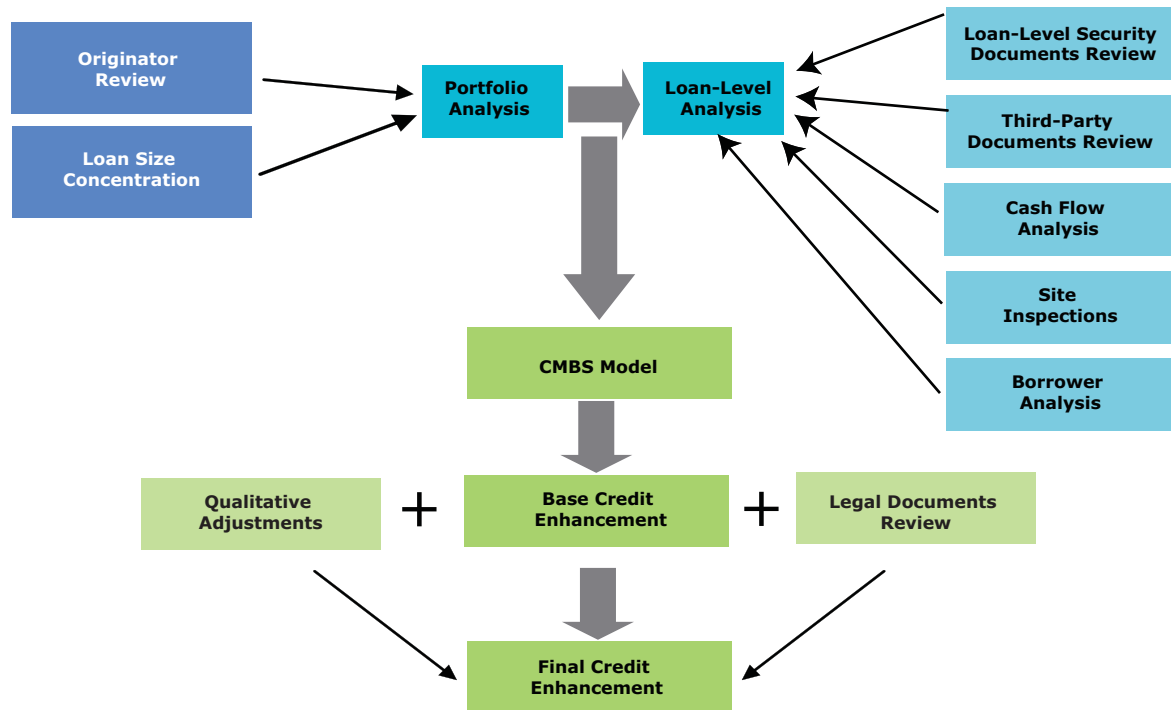 Originator
Review
Loan Size
Concentration
Portfolio
Analysis
Loan-Level
Analysis
Loan-Level Security
Documents Review
Third-Party
Documents Review
Cash Flow
Analysis
Site
Inspections
Borrower
Analysis
CMBS Model
Qualitative
Adjustments
+
Base Credit
Enhancement
+
Legal Documents
Review
Final Credit
Enhancement